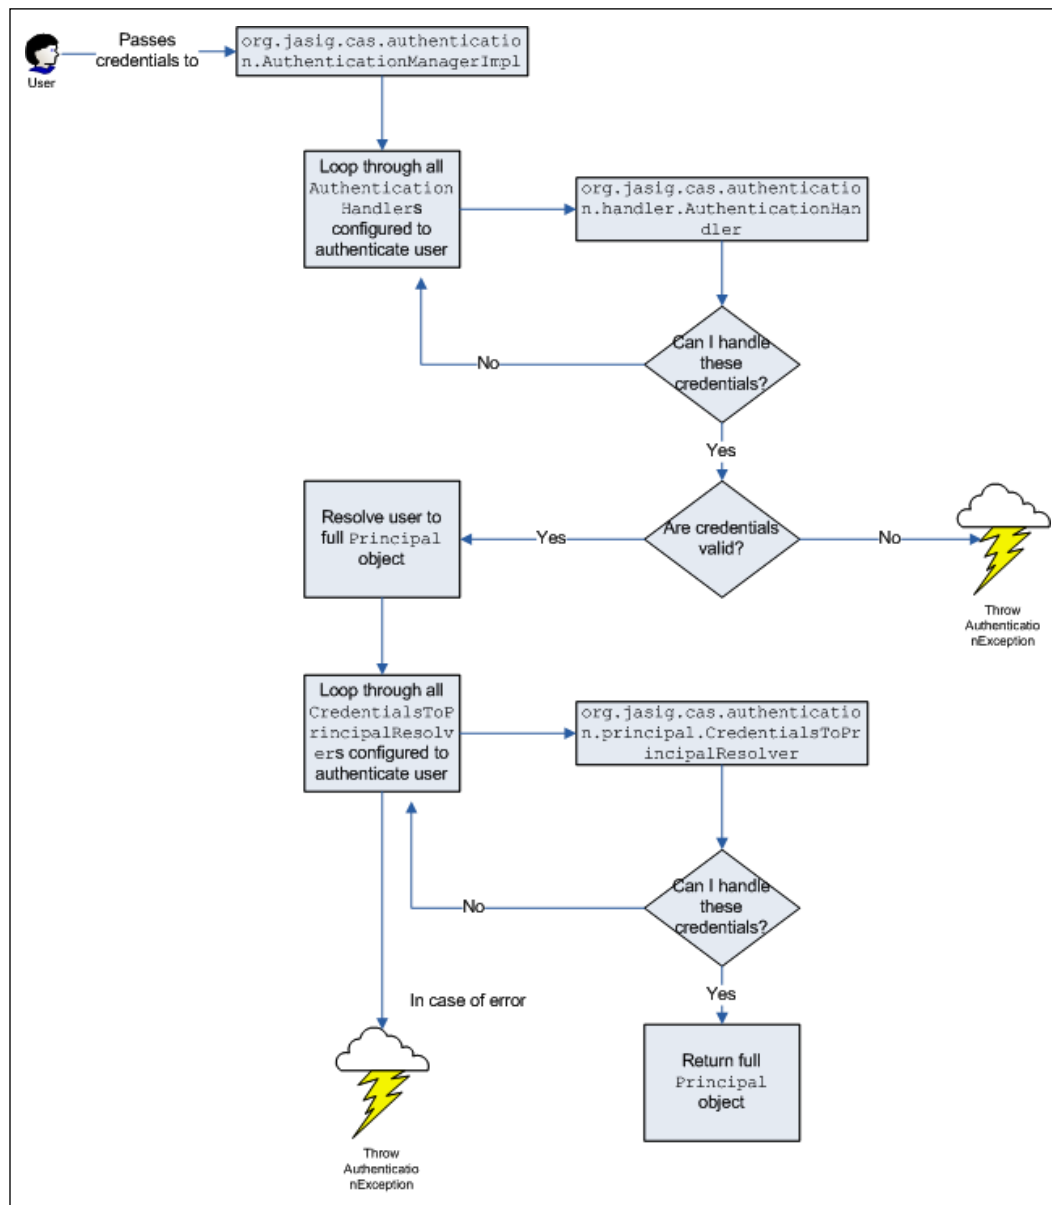 Passes
credentials to
User
org.jasig.cas.authenticatio
n.AuthenticationManagerImpl
Loop through all
Authentication
Handlers
configured to
authenticate user
org.jasig.cas.authenticatio
n.handler.AuthenticationHan
dler
Can I handle
these
credentials?
No
Yes
Are credentials
valid?
Yes
No
Resolve user to
full Principal
object
Throw
Authenticatio
nException
Loop through all
CredentialsToP
rincipalResolv
ers configured to
authenticate user
org.jasig.cas.authenticatio
n.principal.CredentialsToPr
incipalResolver
Can I handle
these
credentials?
No
Yes
In case of error
Return full
Principal
object
Throw
Authenticatio
nException